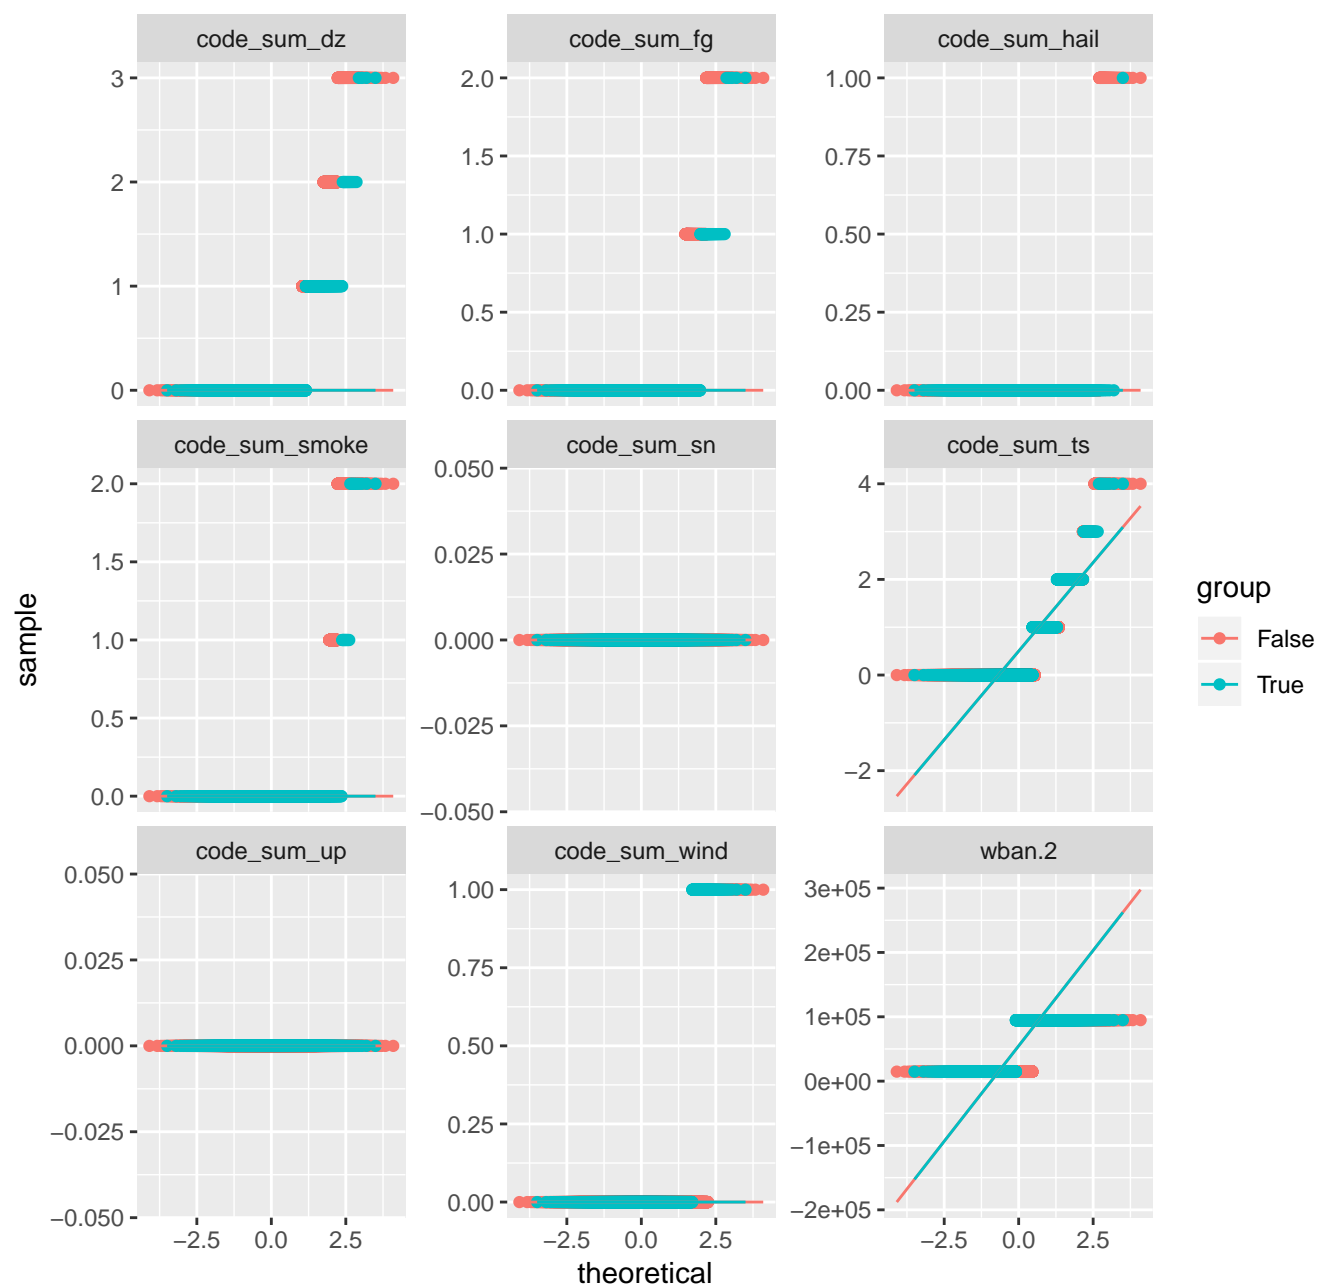 code_sum_dz code_sum_fg code_sum_hail
3 2.0 1.00
2 1.5 0.75
1 1.0 0.50
0.5 0.25
0 0.0 0.00
code_sum_smoke code_sum_sn code_sum_ts
2.0 0.050 4
1.5 0.025 2
1.0 0.000 0
0.5 −0.025 −2
0.0 −0.050
code_sum_up code_sum_wind wban.2
0.050 1.00 3e+05
0.025 0.75 2e+05
0.000 0.50 1e+05
−0.025 0.25 0e+00
−0.050 0.00 −1e+05
−2e+05
−2.5 0.0 2.5 −2.5 0.0 2.5 −2.5 0.0 2.5
theoretical
sample
group
False
True